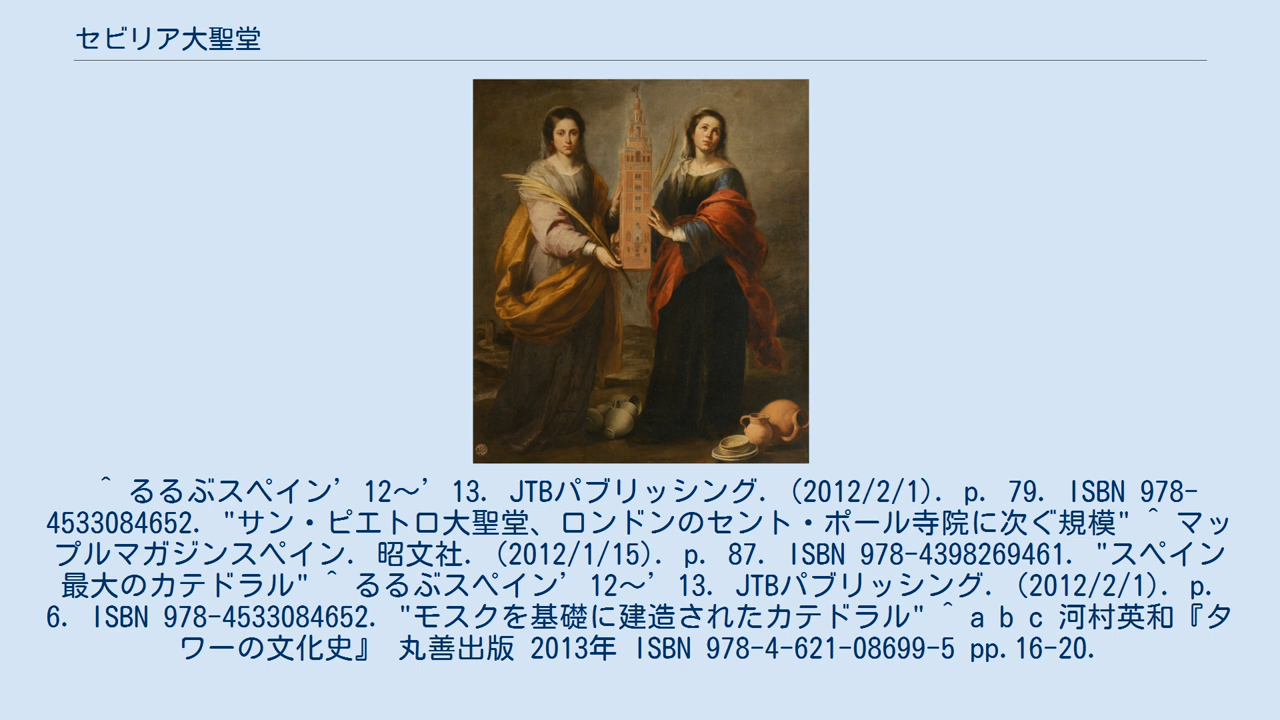 セビリア大聖堂
^ るるぶスペイン’12〜’13. JTBパブリッシング. (2012/2/1). p. 79. ISBN 978-
4533084652. "サン・ピエトロ大聖堂、ロンドンのセント・ポール寺院に次ぐ規模" ^ マッ
プルマガジンスペイン. 昭文社. (2012/1/15). p. 87. ISBN 978-4398269461. "スペイン
最大のカテドラル" ^ るるぶスペイン’12〜’13. JTBパブリッシング. (2012/2/1). p.
6. ISBN 978-4533084652. "モスクを基礎に建造されたカテドラル" ^ a b c 河村英和『タ
ワーの文化史』 丸善出版 2013年 ISBN 978-4-621-08699-5 pp.16-20.